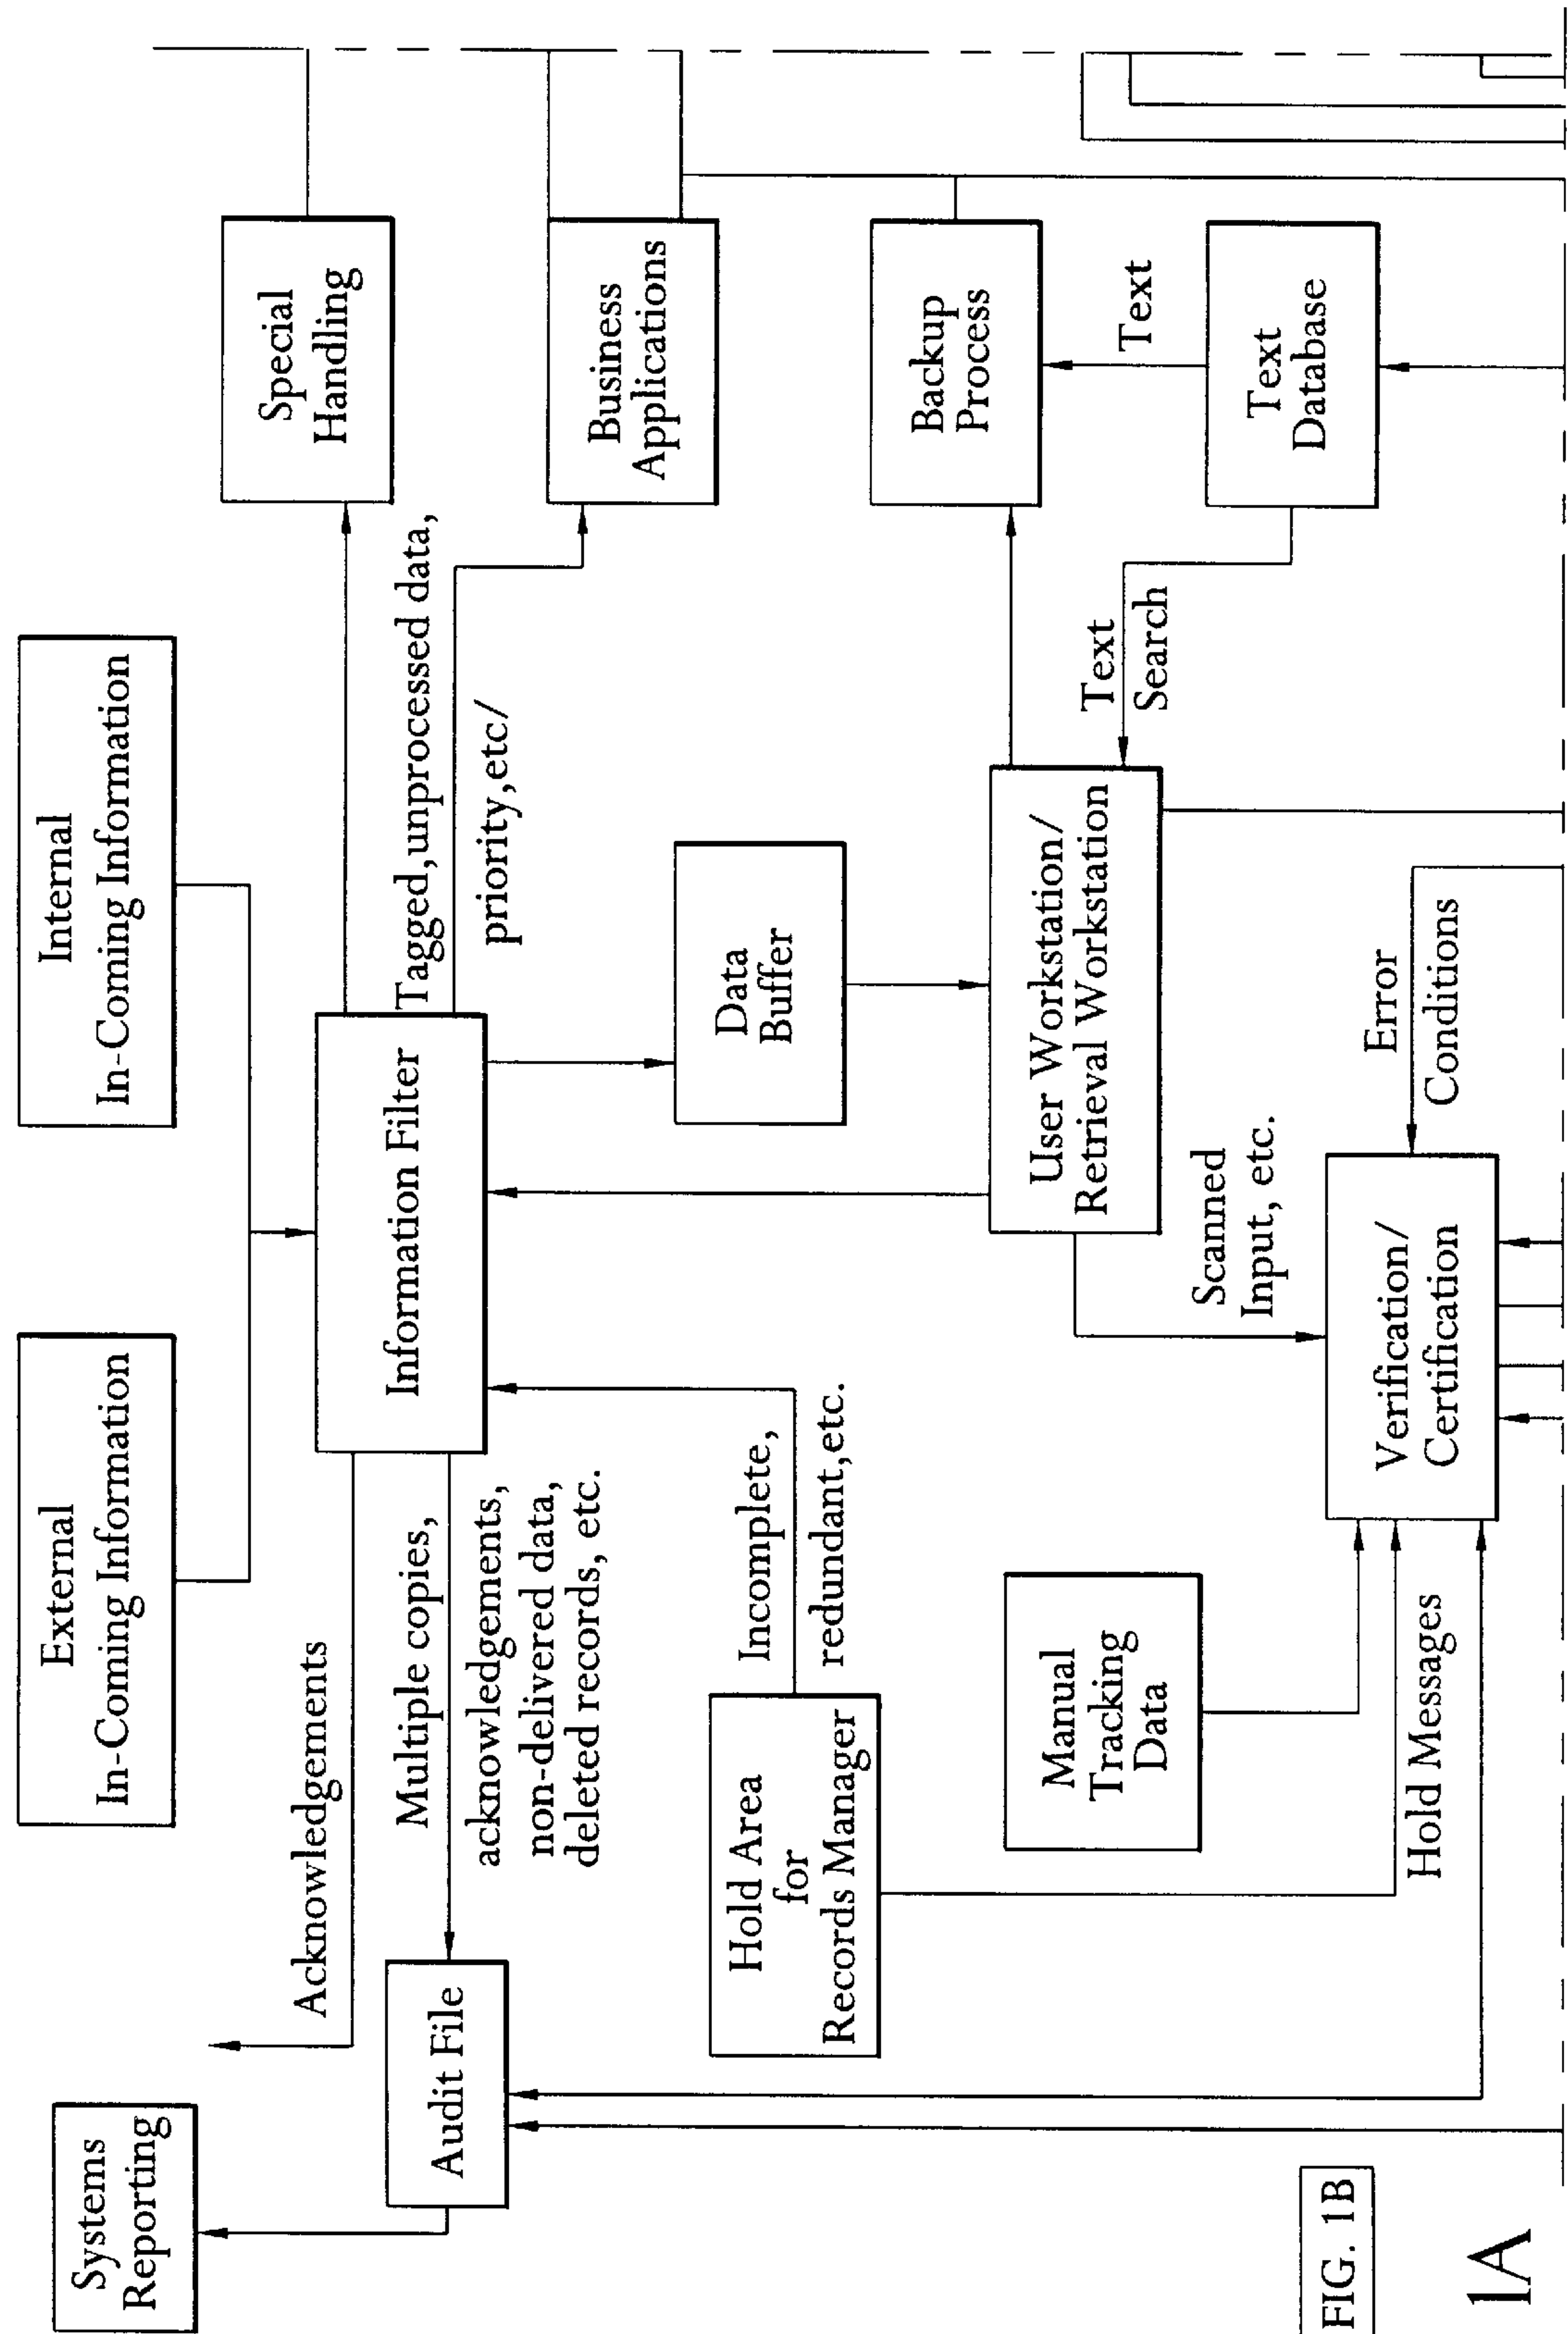 External
In-Coming Information
Internal
In-Coming Information
Systems
Reporting
Acknowledgements
Audit File
Multiple copies,
acknowledgements,
non-delivered data,
deleted records, etc.
Information Filter
Tagged,unprocessed data,
priority,etc/
Special
Handling
Business
Applications
Hold Area
for
Records Manager
Incomplete,
redundant,etc.
Data
Buffer
Backup
Process
User Workstation/
Retrieval Workstation
Text
Search
Text
Text
Database
Manual
Tracking
Data
Hold Messages
Scanned
Input, etc.
Verification/
Certification
Error
Conditions
FIG. 1B
1A